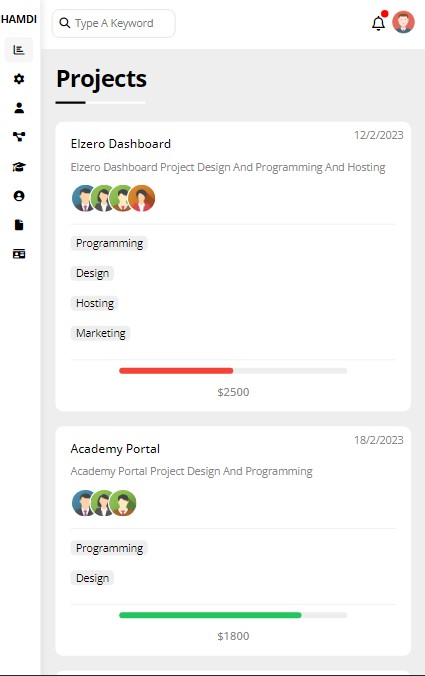 HAMDI
Type A Keyword
Projects
12/2/2023
Elzero Dashboard
Elzero Dashboard Project Design And Programming And Hosting
Programming
Design
Hosting
Marketing
$2500
18/2/2023
Academy Portal
Academy Portal Project Design And Programming
Programming
Design
$1800